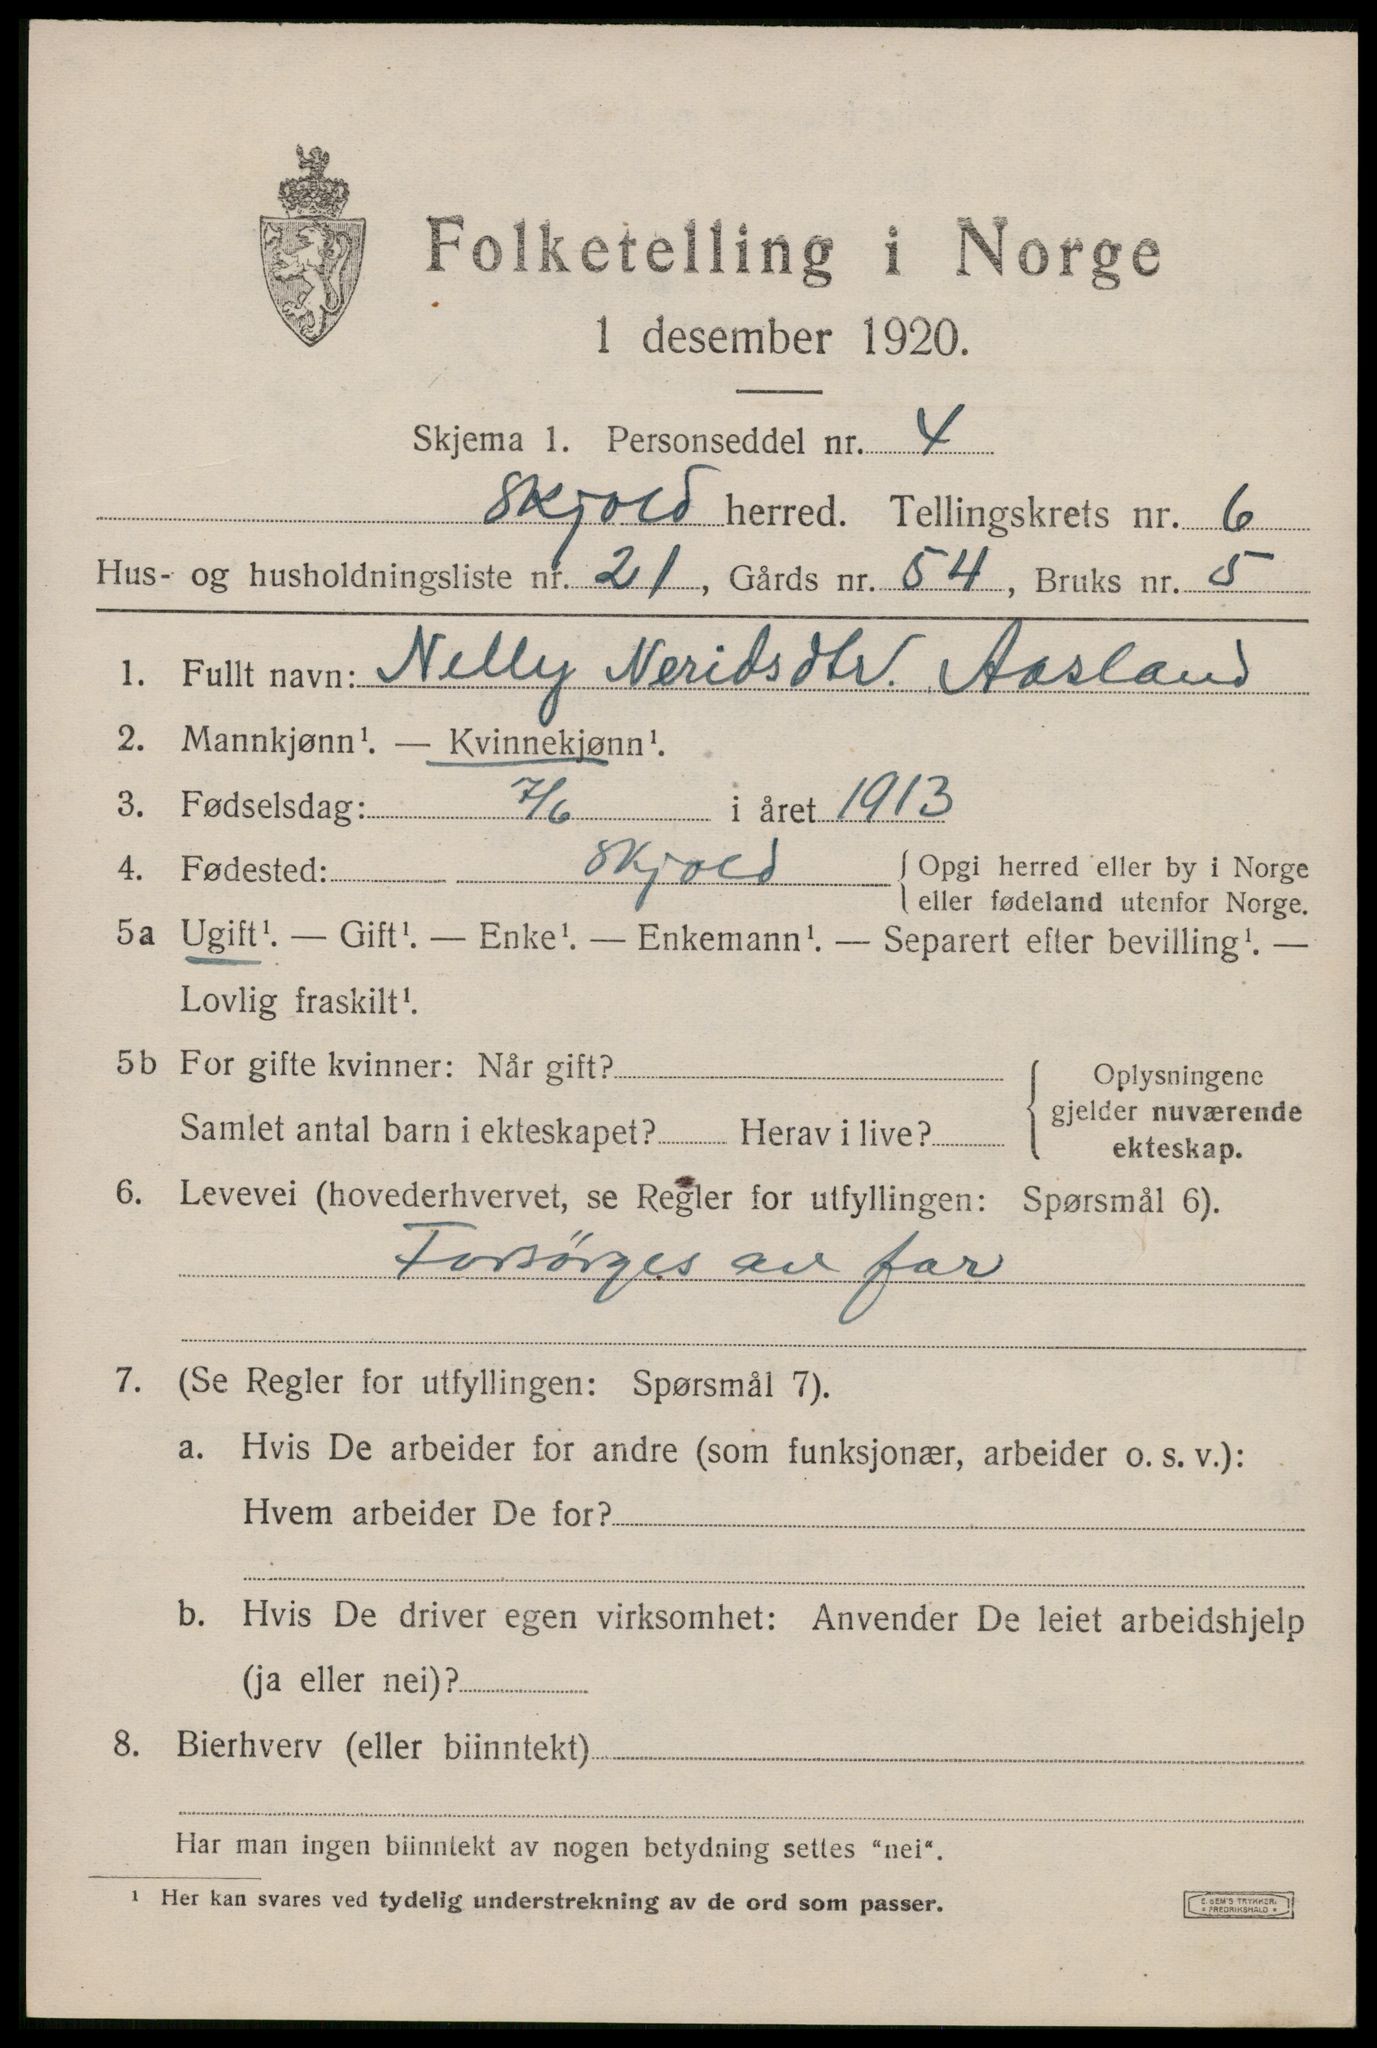 Folketelling i Norge
1 desember 1920.
Skjema 1. Personseddel nr. 4
Skjold herred. Tellingskrets nr. 6
Hus- og husholdningsliste nr. 21, Gårds nr. 54, Bruks nr. 5
1. Fullt navn: Nelly Neridsdtr. Aasland
2. Mannkjønn¹. — Kvinnekjønn¹.
3. Fødselsdag: 7/6 i året 1913
4. Fødested: Skjold { Opgi herred eller by i Norge
eller fødeland utenfor Norge.
5a Ugift¹. — Gift¹. — Enke¹. — Enkemann¹. — Separert efter bevilling¹. —
Lovlig fraskilt¹.
5b For gifte kvinner: Når gift?
Samlet antal barn i ekteskapet? Herav i live?
Oplysningene
gjelder nuværende
ekteskap.
6. Levevei (hovederhvervet, se Regler for utfyllingen: Spørsmål 6).
Forsörges av far
7. (Se Regler for utfyllingen: Spørsmål 7).
a. Hvis De arbeider for andre (som funksjonær, arbeider o. s. v.):
Hvem arbeider De for?
b. Hvis De driver egen virksomhet: Anvender De leiet arbeidshjelp
(ja eller nei)?
8. Bierhverv (eller biinntekt)
Har man ingen biinntekt av nogen betydning settes "nei".
¹ Her kan svares ved tydelig understrekning av de ord som passer.
E. SEM'S TRYKKERI
• FREDRIKSHALD •